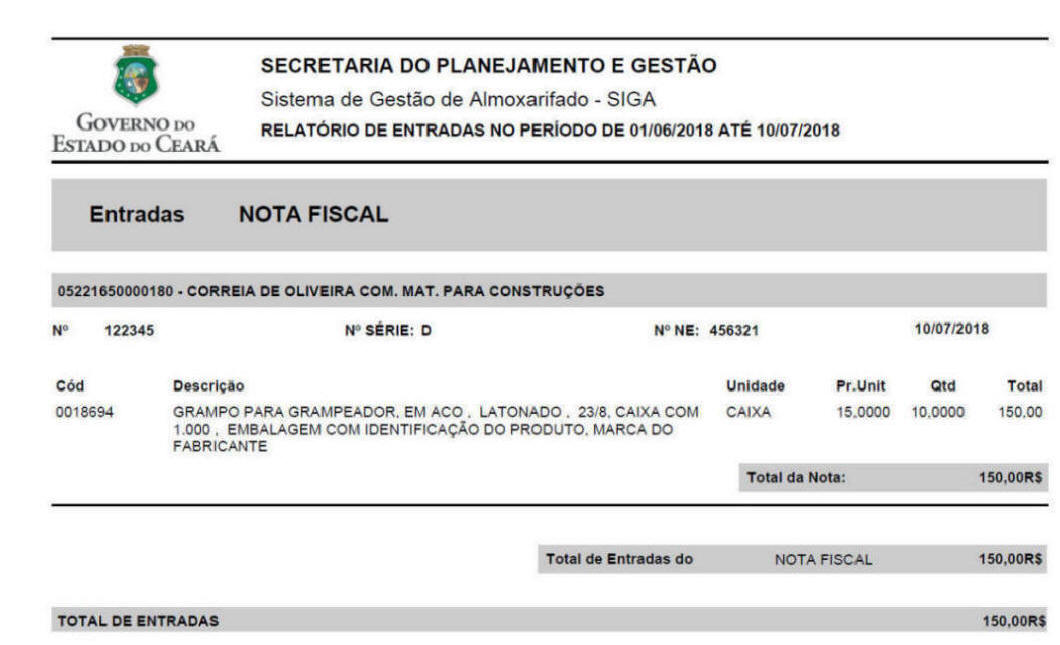 SECRETARIA DO PLANEJAMENTO E GESTÃO
Sistema de Gestão de Almoxarifado - SIGA
RELATÓRIO DE ENTRADAS NO PERÍODO DE 01/06/2018 ATÉ 10/07/2018
GOVERNO DO
ESTADO DO CEARÁ
Entradas NOTA FISCAL
05221650000180 - CORREIA DE OLIVEIRA COM. MAT. PARA CONSTRUÇÕES
Nº 122345 Nº SÉRIE: D Nº NE: 456321 10/07/2018
Cód Descrição Unidade Pr.Unit Qtd Total
0018694 GRAMPO PARA GRAMPEADOR, EM ACO , LATONADO , 23/8, CAIXA COM CAIXA 15,0000 10,0000 150,00
1.000 , EMBALAGEM COM IDENTIFICAÇÃO DO PRODUTO, MARCA DO
FABRICANTE
Total da Nota: 150,00R$
Total de Entradas do NOTA FISCAL 150,00R$
TOTAL DE ENTRADAS 150,00R$